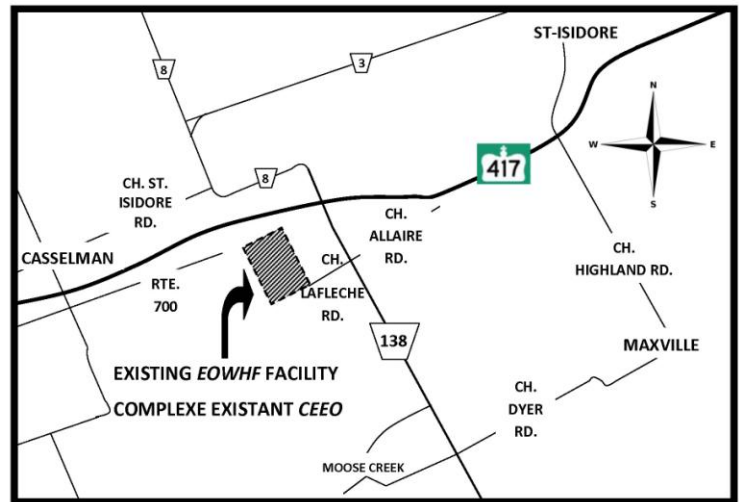 ST-ISIDORE
8
3
N
W
E
S
417
8
CH. ST.
ISIDORE
RD.
CH.
ALLAIRE
RD.
CASSELMAN
CH.
HIGHLAND RD.
RTE.
700
CH.
LAFLECHE
RD.
138
MAXVILLE
EXISTING EOWHF FACILITY
COMPLEXE EXISTANT CEEO
CH.
DYER
RD.
MOOSE CREEK